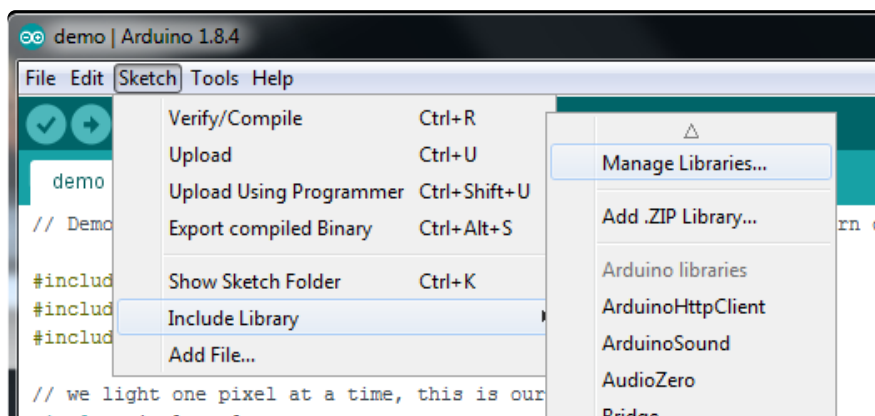 demo | Arduino 1.8.4
File Edit Sketch Tools Help
Verify/Compile Ctrl+R
Upload Ctrl+U
Upload Using Programmer Ctrl+Shift+U
Export compiled Binary Ctrl+Alt+S
Show Sketch Folder Ctrl+K
Include Library
Add File...
Manage Libraries...
Add .ZIP Library...
Arduino libraries
ArduinoHttpClient
ArduinoSound
AudioZero
Bridge
demo
// Demo
rn
#includ
#includ
#includ
// we light one pixel at a time, this is our